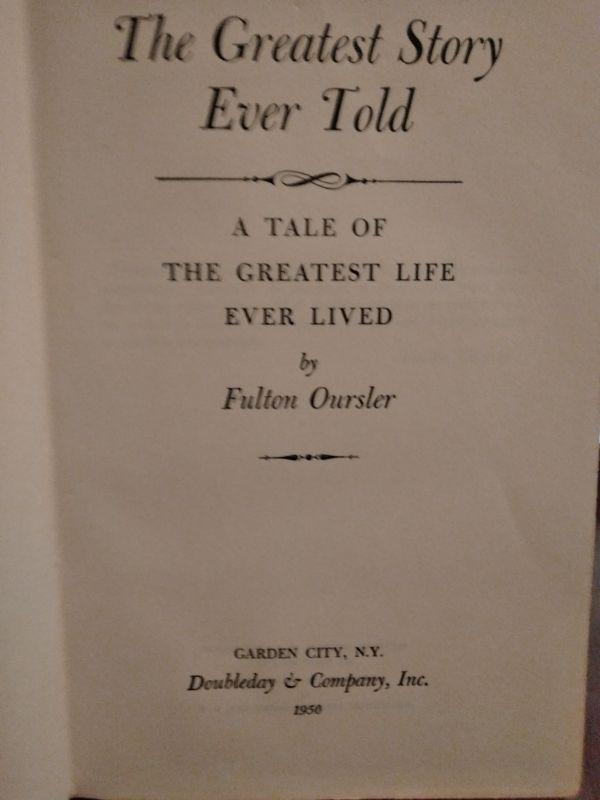 The Greatest Story
Ever Told
A TALE OF
THE GREATEST LIFE
EVER LIVED
by
Fulton Oursler
GARDEN CITY, N.Y.
Doubleday & Company, Inc.
1950